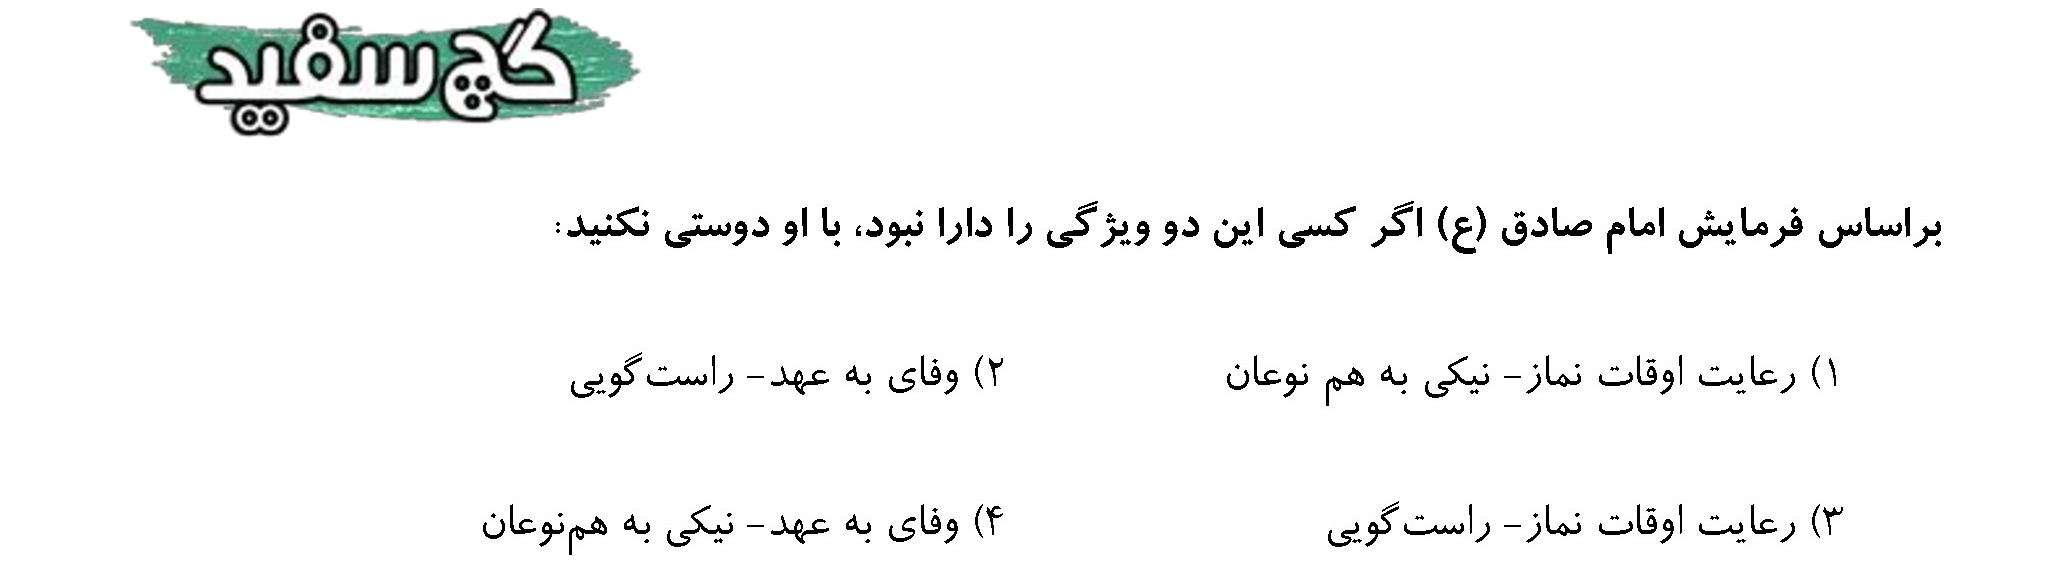 گچ سفید
براساس فرمایش امام صادق (ع) اگر کسی این دو ویژگی را دارا نبود، با او دوستی نکنید:
۱) رعایت اوقات نماز- نیکی به هم نوعان ۲) وفای به عهد- راست‌گویی
۳) رعایت اوقات نماز- راست‌گویی ۴) وفای به عهد- نیکی به هم‌نوعان